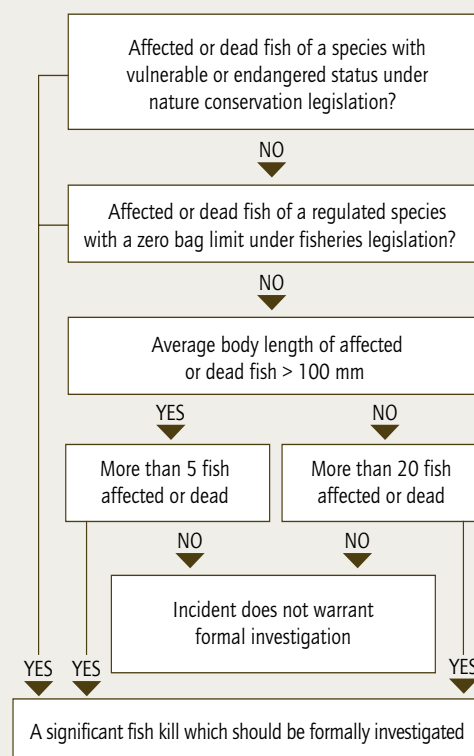 Affected or dead fish of a species with
vulnerable or endangered status under
nature conservation legislation?
NO
Affected or dead fish of a regulated species
with a zero bag limit under fisheries legislation?
NO
Average body length of affected
or dead fish > 100 mm
YES
NO
More than 5 fish
affected or dead
More than 20 fish
affected or dead
NO
NO
Incident does not warrant
formal investigation
YES
YES
YES
A significant fish kill which should be formally investigated